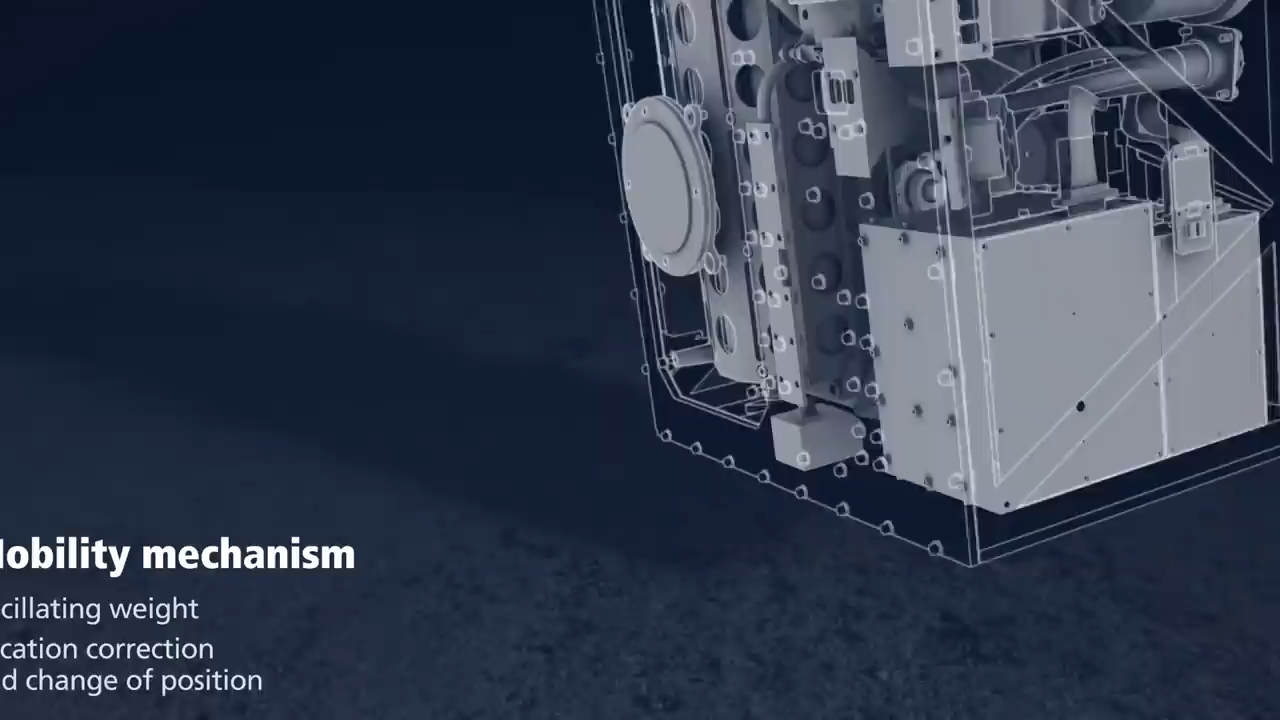 lobility mechanism
cillating weight
cation correction
d change of position